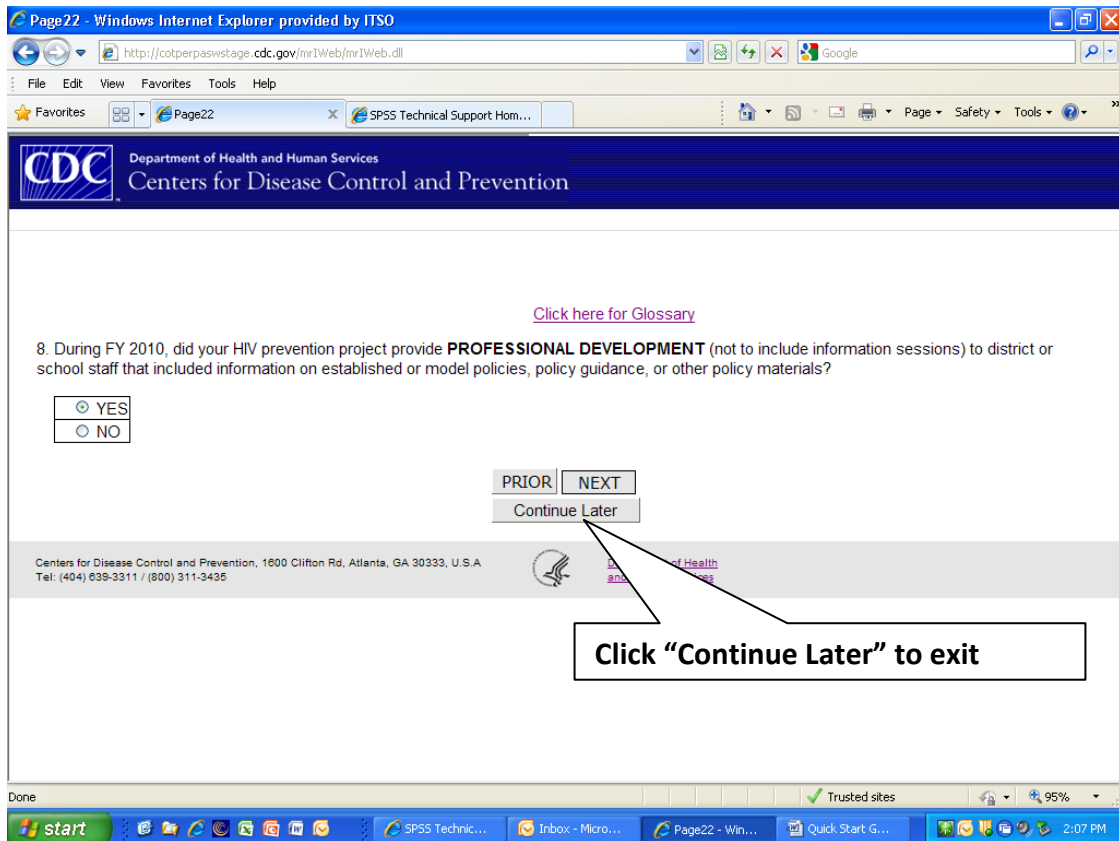 Page22 - Windows Internet Explorer provided by ITSO
http://cotperpaswstage.cdc.gov/mrIWeb/mrIWeb.dll
Google
File Edit View Favorites Tools Help
Favorites
Page22
SPSS Technical Support Hom...
Page Safety Tools
CDC
Department of Health and Human Services
Centers for Disease Control and Prevention
Click here for Glossary
8. During FY 2010, did your HIV prevention project provide PROFESSIONAL DEVELOPMENT (not to include information sessions) to district or
school staff that included information on established or model policies, policy guidance, or other policy materials?
YES
NO
PRIOR NEXT
Continue Later
Centers for Disease Control and Prevention, 1600 Clifton Rd, Atlanta, GA 30333, U.S.A
Tel: (404) 639-3311 / (800) 311-3435
of Health
Click “Continue Later” to exit
Done
Trusted sites
95%
start
SPSS Technic...
Inbox - Micro...
Page22 - Win...
Quick Start G...
2:07 PM